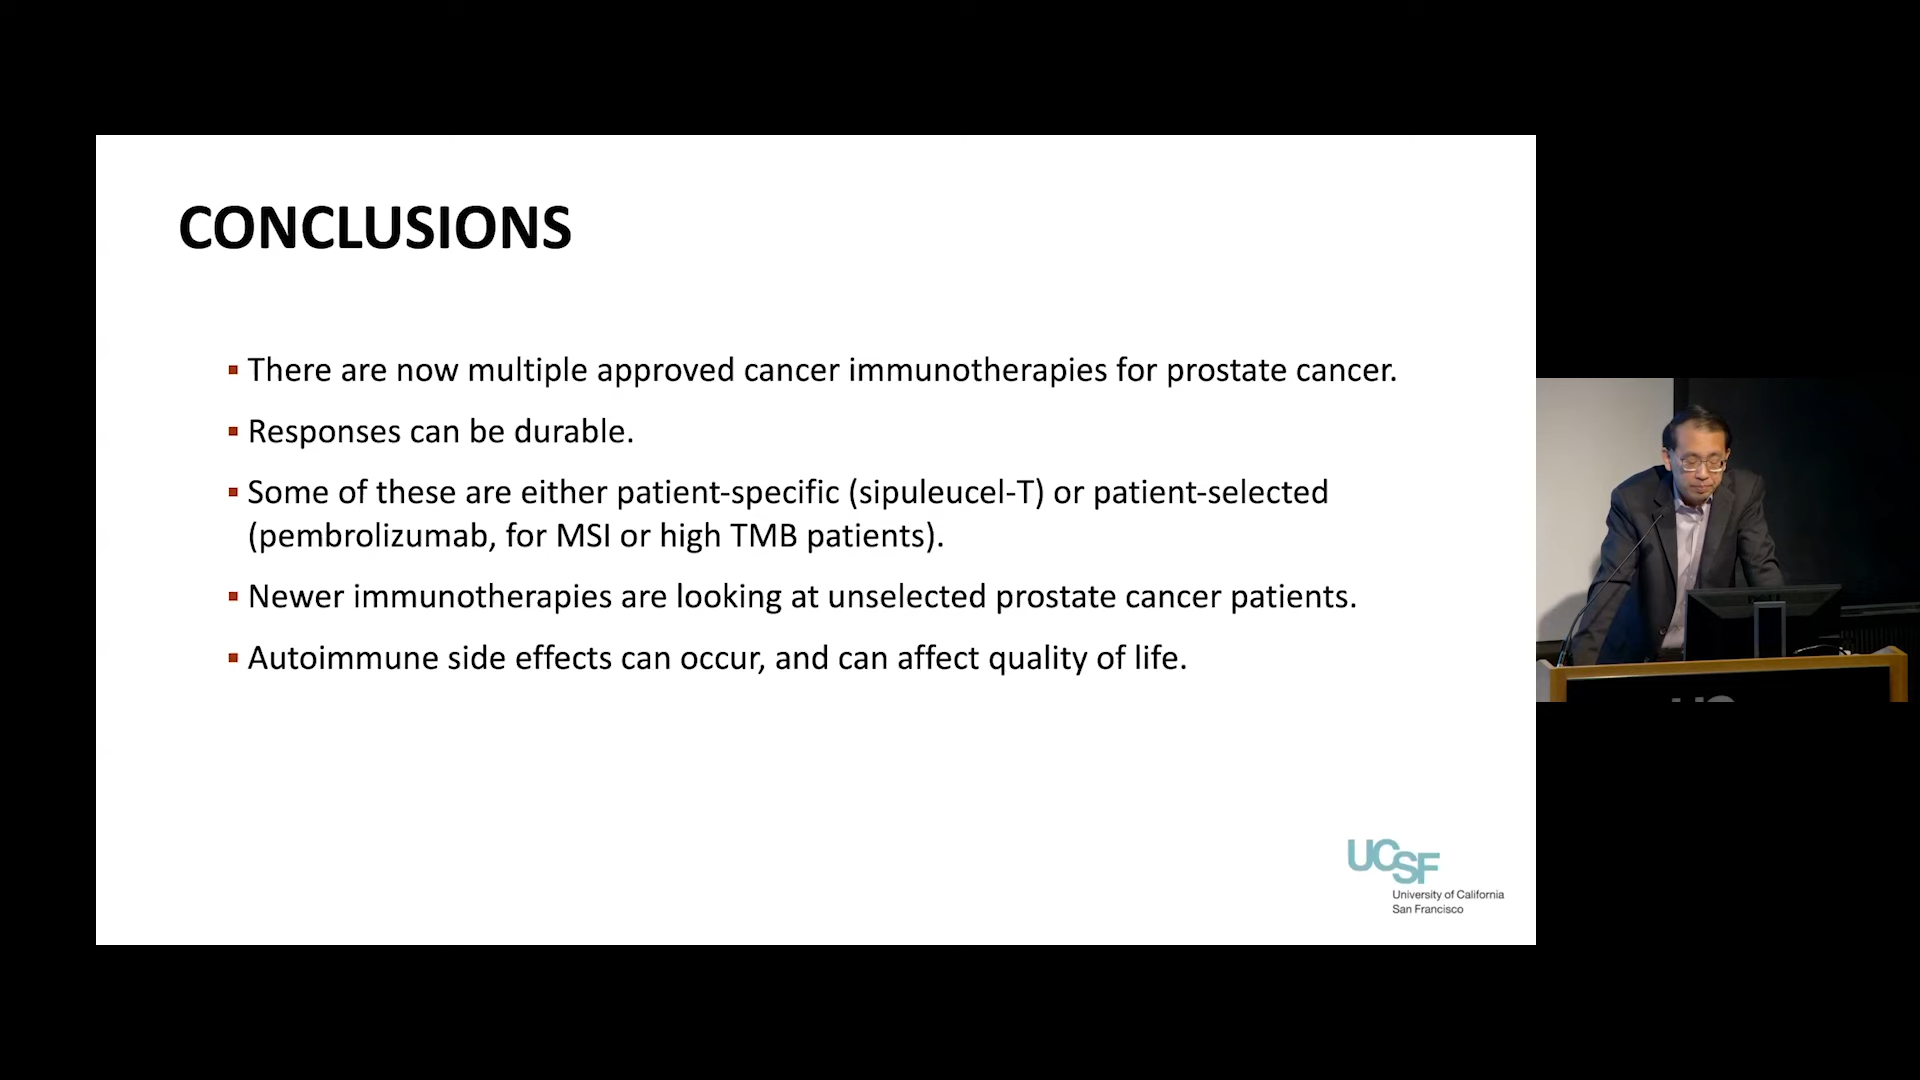 CONCLUSIONS
▪ There are now multiple approved cancer immunotherapies for prostate cancer.
▪ Responses can be durable.
▪ Some of these are either patient-specific (sipuleucel-T) or patient-selected
(pembrolizumab, for MSI or high TMB patients).
▪ Newer immunotherapies are looking at unselected prostate cancer patients.
▪ Autoimmune side effects can occur, and can affect quality of life.
UCSF
University of California
San Francisco